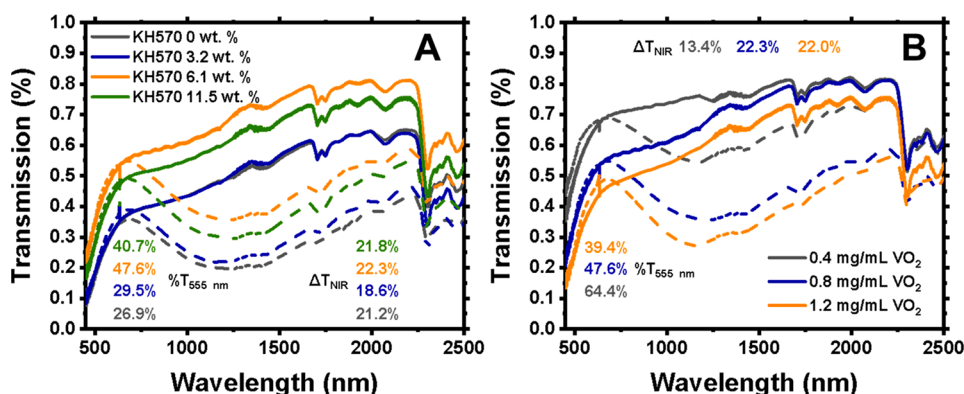 A
KH570 0 wt. %
KH570 3.2 wt. %
KH570 6.1 wt. %
KH570 11.5 wt. %
Transmission (%)
1.0
0.9
0.8
0.7
0.6
0.5
0.4
0.3
0.2
0.1
0.0
40.7%
47.6%
29.5%
26.9%
%T555 nm
ΔTNIR
21.8%
22.3%
18.6%
21.2%
500 1000 1500 2000 2500
Wavelength (nm)
B
ΔTNIR 13.4% 22.3% 22.0%
Transmission (%)
1.0
0.9
0.8
0.7
0.6
0.5
0.4
0.3
0.2
0.1
0.0
39.4%
47.6%
64.4%
%T555 nm
0.4 mg/mL VO2
0.8 mg/mL VO2
1.2 mg/mL VO2
500 1000 1500 2000 2500
Wavelength (nm)